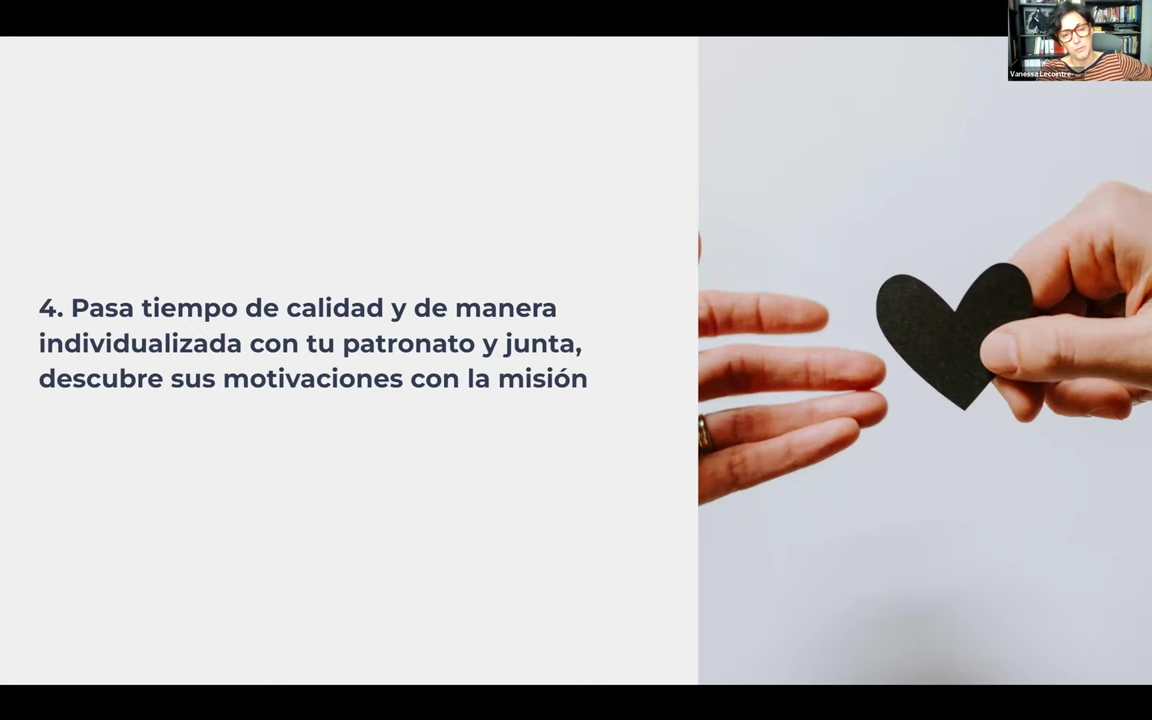 Vanessa Lecointre
4. Pasa tiempo de calidad y de manera
individualizada con tu patronato y junta,
descubre sus motivaciones con la misión